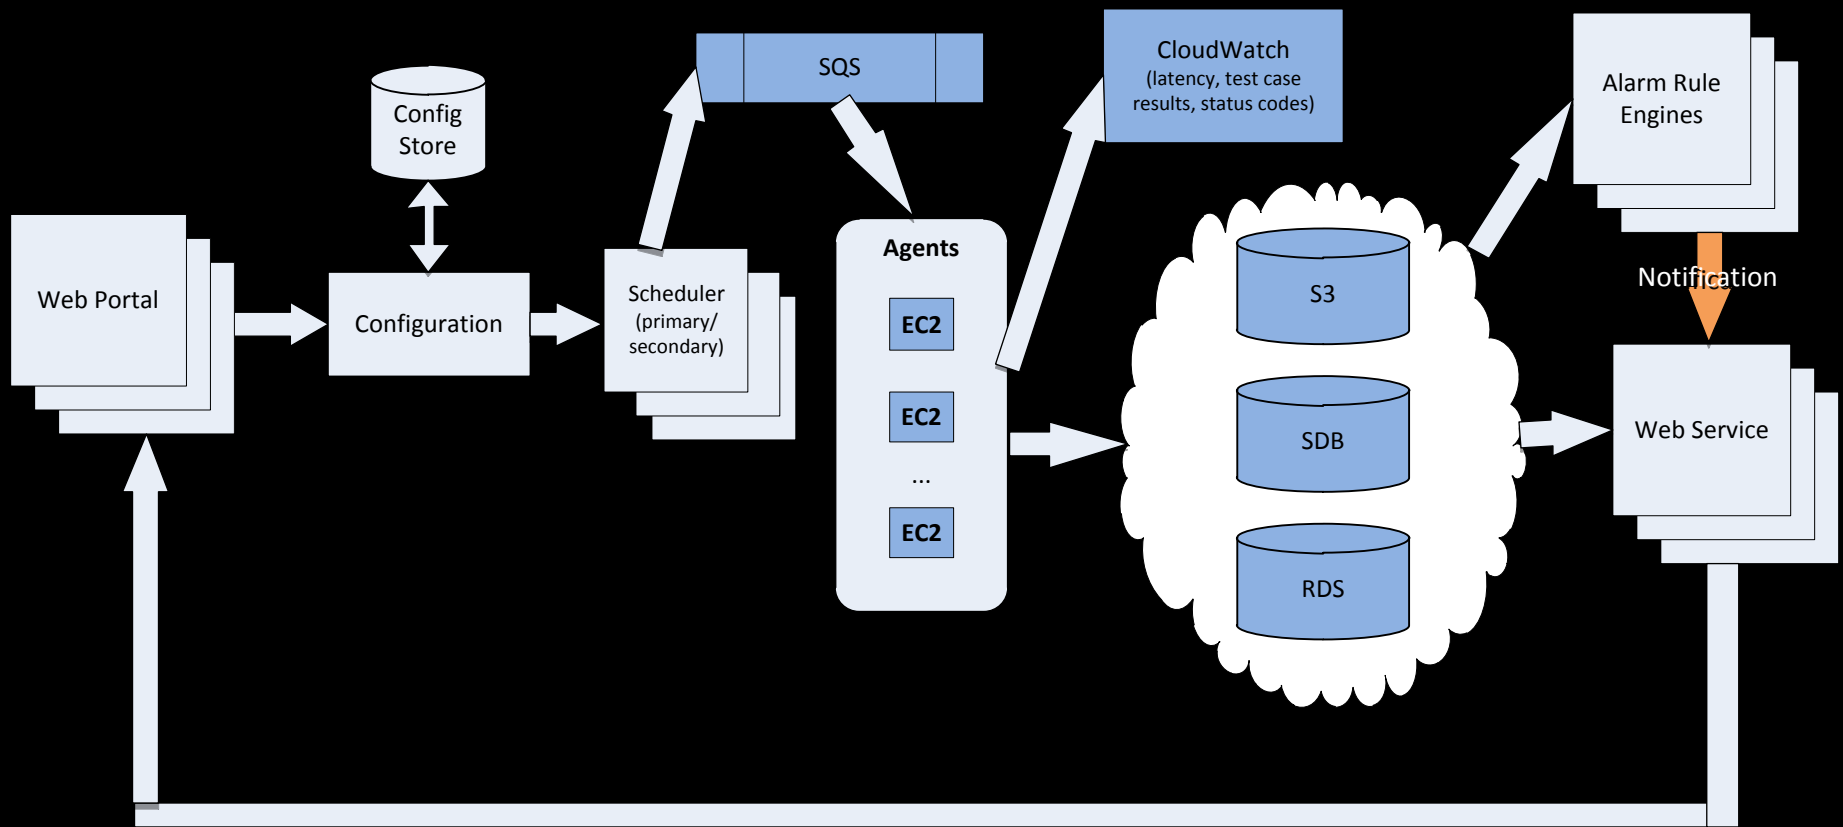 SQS
CloudWatch
(latency, test case
results, status codes)
Alarm Rule
Engines
Config
Store
Agents
Web Portal
Configuration
Scheduler
(primary/
secondary)
EC2
EC2
...
EC2
S3
SDB
RDS
Notification
Web Service